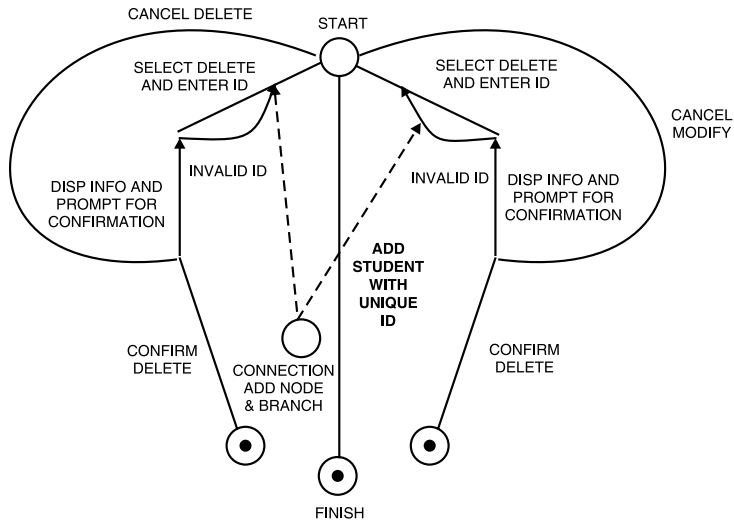 CANCEL DELETE
START
SELECT DELETE
AND ENTER ID
SELECT DELETE
AND ENTER ID
CANCEL
MODIFY
INVALID ID
INVALID ID
DISP INFO AND
PROMPT FOR
CONFIRMATION
DISP INFO AND
PROMPT FOR
CONFIRMATION
ADD
STUDENT
WITH
UNIQUE
ID
CONFIRM
DELETE
CONNECTION
ADD NODE
& BRANCH
CONFIRM
DELETE
FINISH